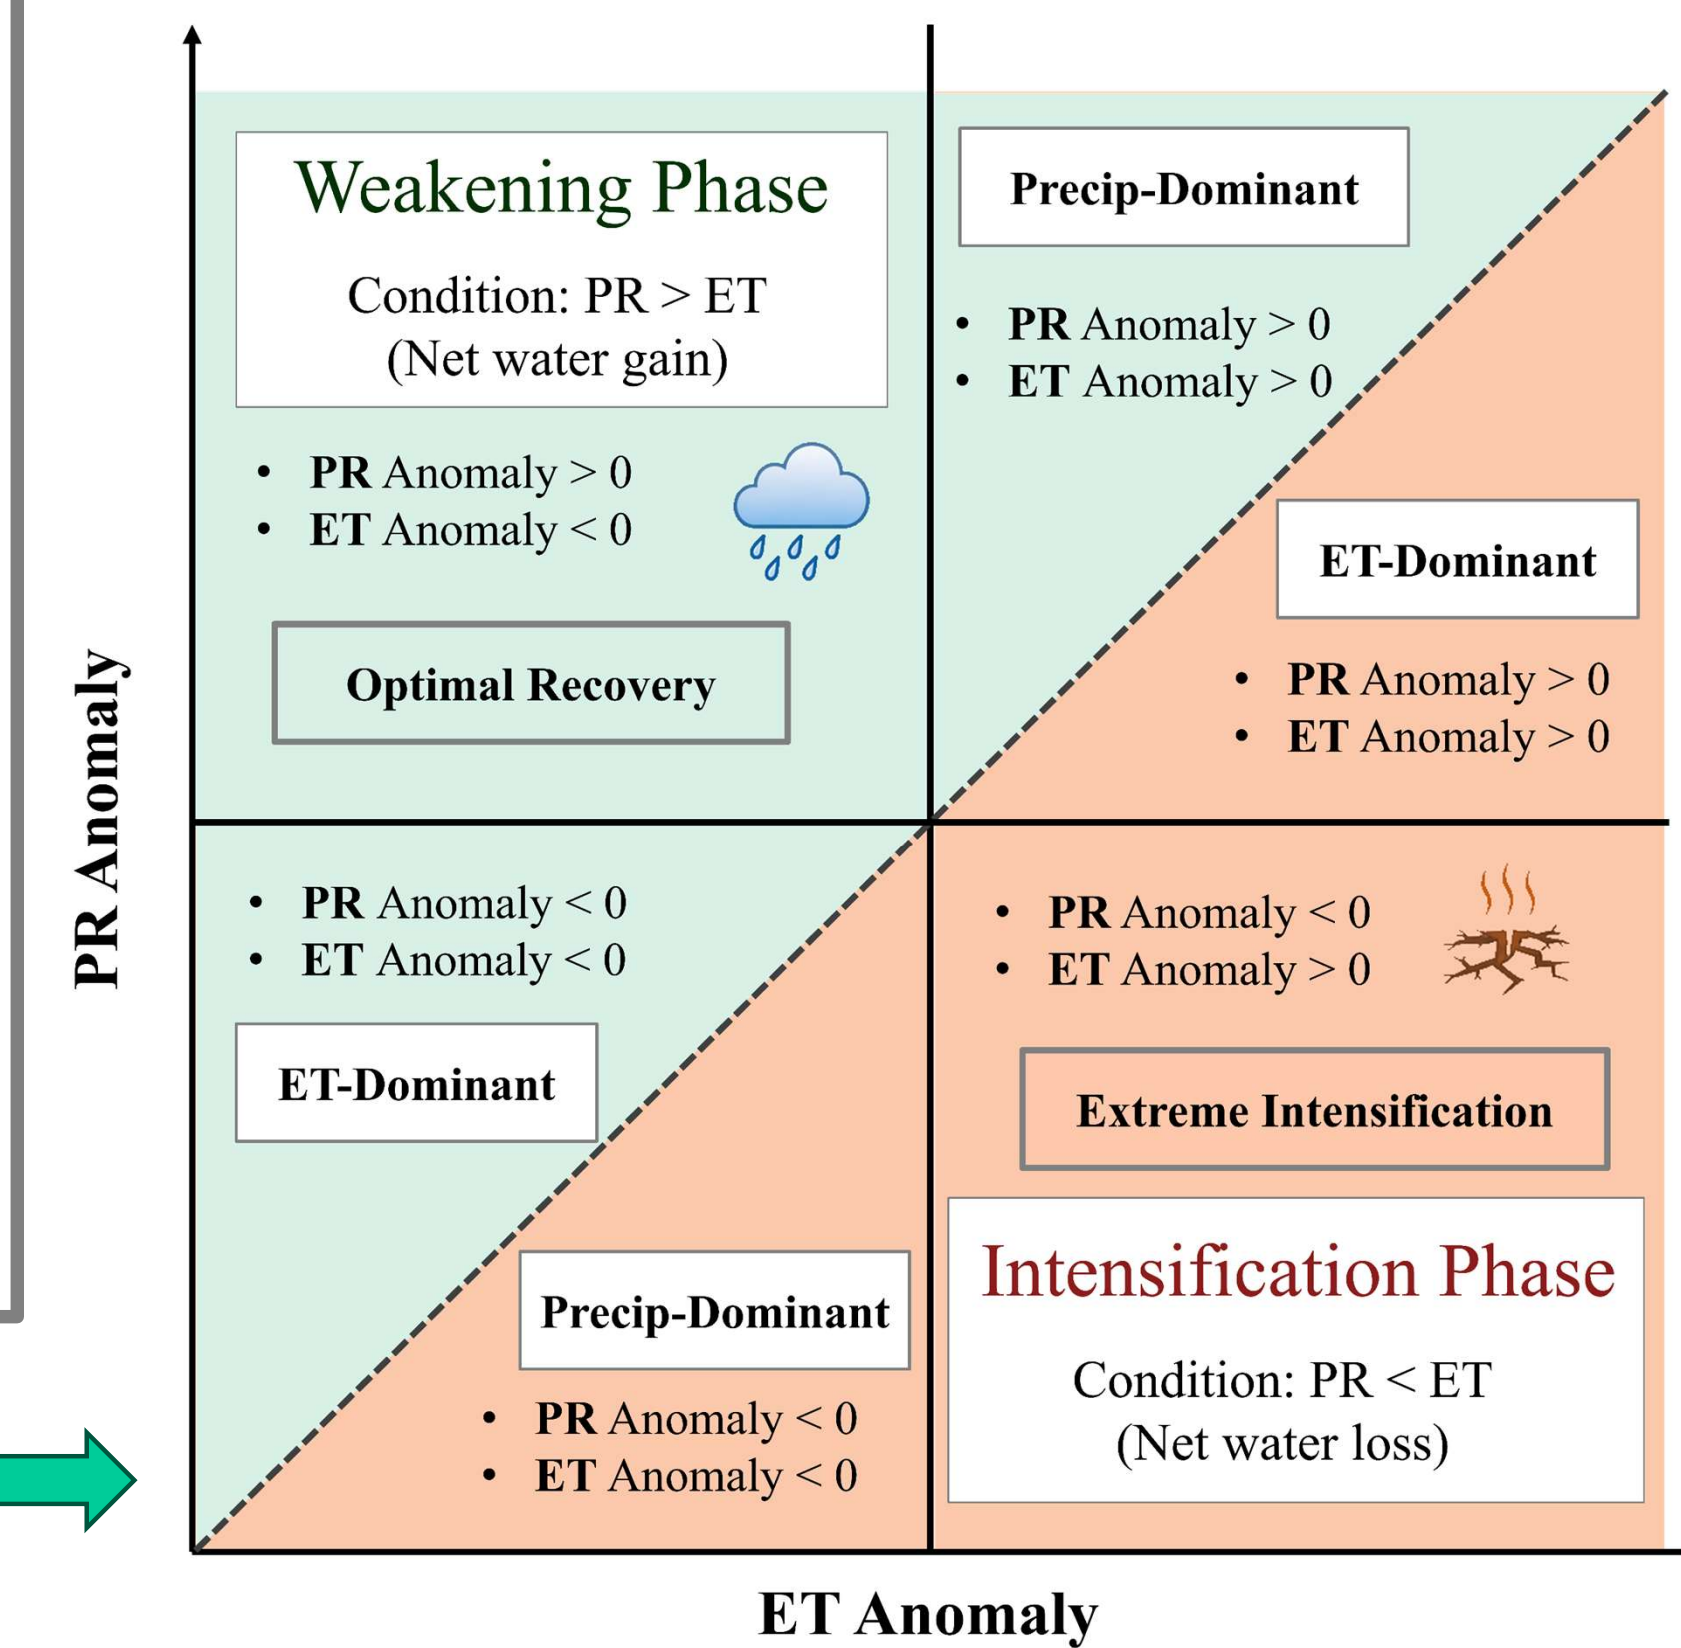 Weakening Phase
Condition: PR > ET
(Net water gain)
• PR Anomaly > 0
• ET Anomaly < 0
Optimal Recovery
Precip-Dominant
• PR Anomaly > 0
• ET Anomaly > 0
ET-Dominant
• PR Anomaly > 0
• ET Anomaly > 0
PR Anomaly
• PR Anomaly < 0
• ET Anomaly < 0
ET-Dominant
Precip-Dominant
• PR Anomaly < 0
• ET Anomaly < 0
• PR Anomaly < 0
• ET Anomaly > 0
Extreme Intensification
Intensification Phase
Condition: PR < ET
(Net water loss)
ET Anomaly